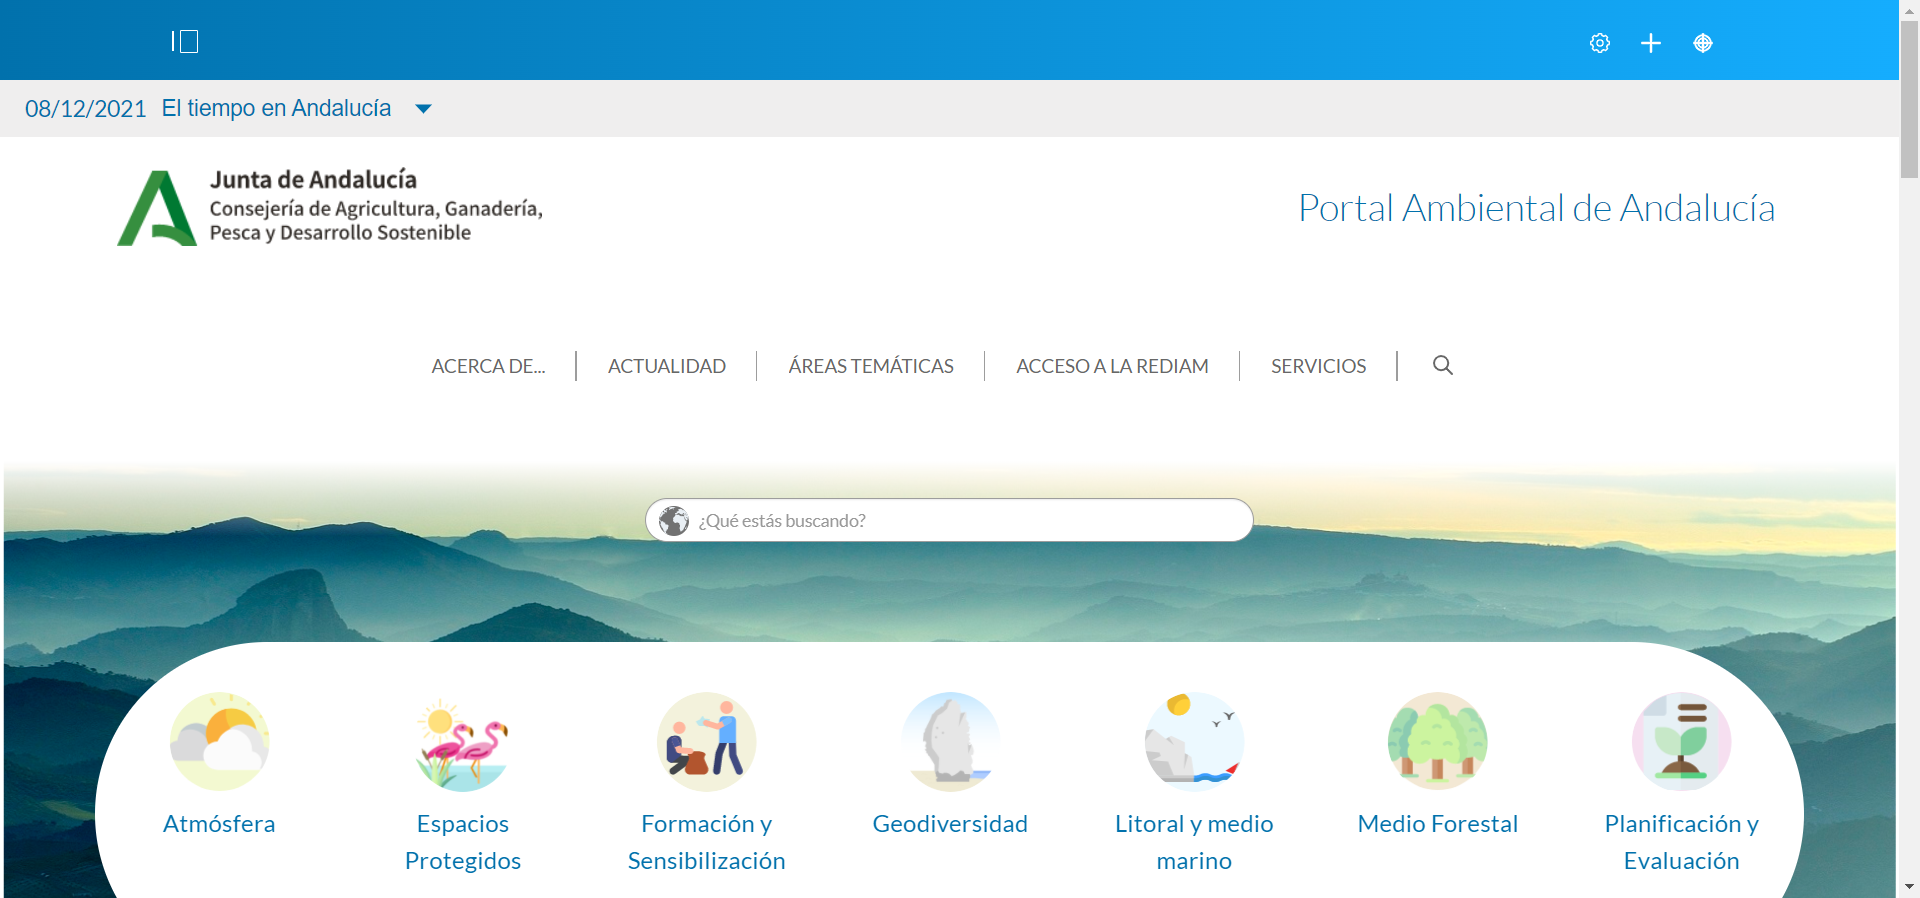 08/12/2021 El tiempo en Andalucía
Junta de Andalucía
Consejería de Agricultura, Ganadería,
Pesca y Desarrollo Sostenible
Portal Ambiental de Andalucía
ACERCA DE...
ACTUALIDAD
ÁREAS TEMÁTICAS
ACCESO A LA REDIAM
SERVICIOS
¿Qué estás buscando?
Atmósfera
Espacios
Protegidos
Formación y
Sensibilización
Geodiversidad
Litoral y medio
marino
Medio Forestal
Planificación y
Evaluación